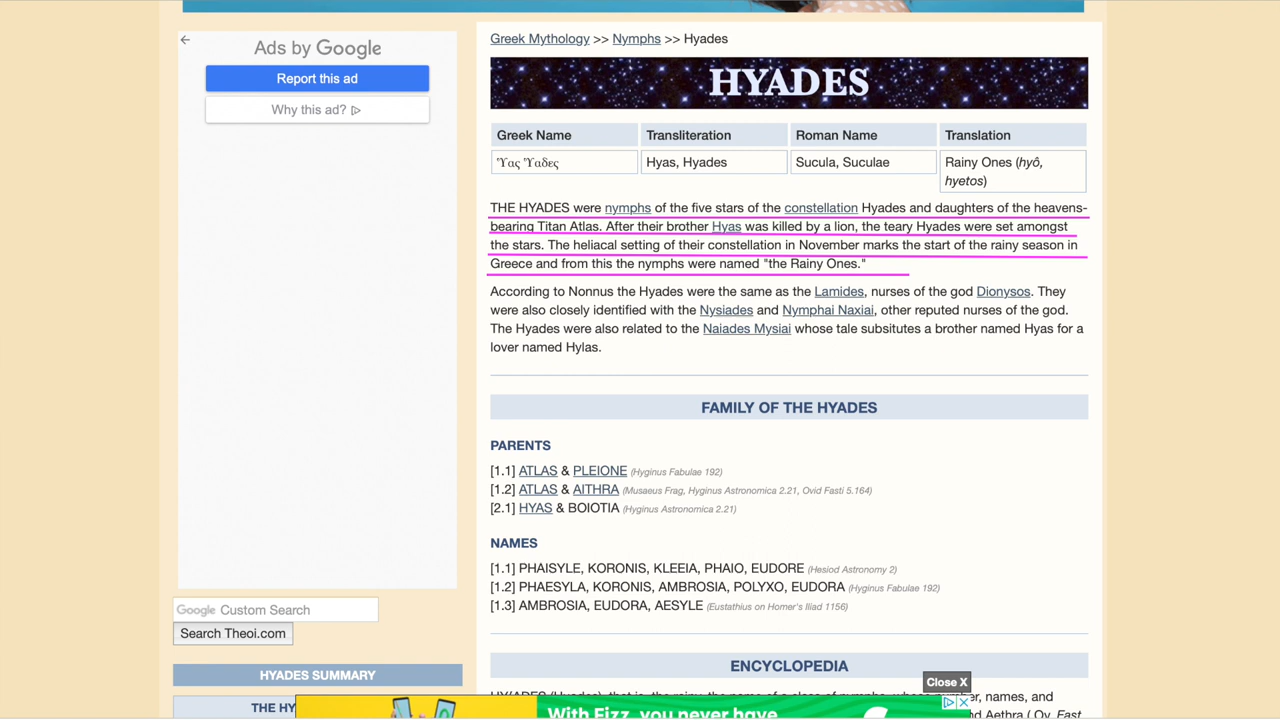 Ads by Google
Report this ad
Why this ad?
Greek Mythology >> Nymphs >> Hyades
HYADES
Greek Name Transliteration Roman Name Translation
Ὑας Ὑαδες Hyas, Hyades Sucula, Suculae Rainy Ones (hyô,
hyetos)
THE HYADES were nymphs of the five stars of the constellation Hyades and daughters of the heavens-
bearing Titan Atlas. After their brother Hyas was killed by a lion, the teary Hyades were set amongst
the stars. The heliacal setting of their constellation in November marks the start of the rainy season in
Greece and from this the nymphs were named "the Rainy Ones."
According to Nonnus the Hyades were the same as the Lamides, nurses of the god Dionysos. They
were also closely identified with the Nysiades and Nymphai Naxiai, other reputed nurses of the god.
The Hyades were also related to the Naiades Mysiai whose tale subsitutes a brother named Hyas for a
lover named Hylas.
FAMILY OF THE HYADES
PARENTS
[1.1] ATLAS & PLEIONE (Hyginus Fabulae 192)
[1.2] ATLAS & AITHRA (Musaeus Frag, Hyginus Astronomica 2.21, Ovid Fasti 5.164)
[2.1] HYAS & BOIOTIA (Hyginus Astronomica 2.21)
NAMES
[1.1] PHAISYLE, KORONIS, KLEEIA, PHAIO, EUDORE (Hesiod Astronomy 2)
[1.2] PHAESYLA, KORONIS, AMBROSIA, POLYXO, EUDORA (Hyginus Fabulae 192)
[1.3] AMBROSIA, EUDORA, AESYLE (Eustathius on Homer's Iliad 1156)
ENCYCLOPEDIA
Google Custom Search
Search Theoi.com
HYADES SUMMARY
THE HY
Close X
With Fizz, you never have